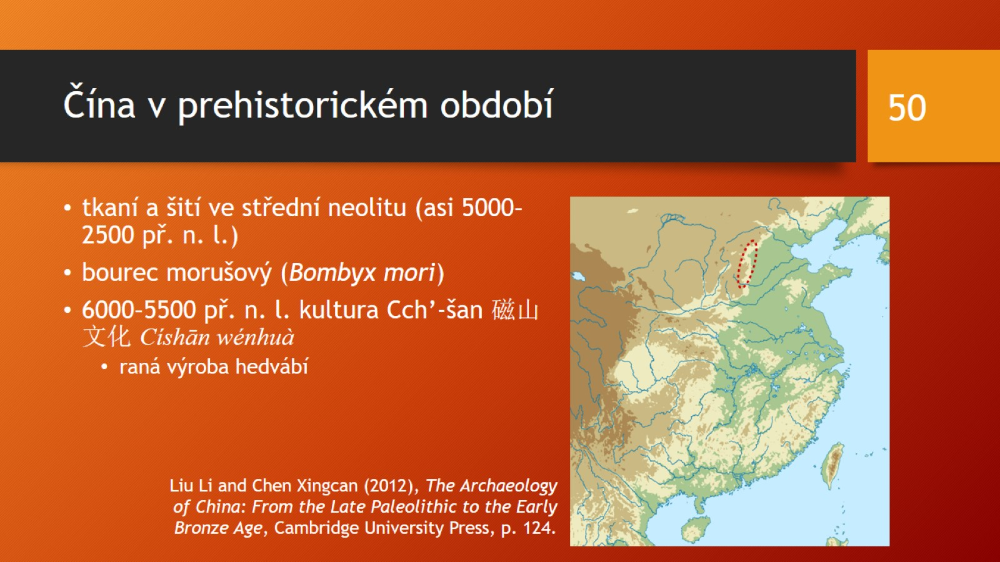 Čína v prehistorickém období
50
• tkaní a šití ve střední neolitu (asi 5000–
2500 př. n. l.)
• bourec morušový (Bombyx mori)
• 6000–5500 př. n. l. kultura Cch’-šan 磁山
文化 Císhān wénhuà
• raná výroba hedvábí
Liu Li and Chen Xingcan (2012), The Archaeology
of China: From the Late Paleolithic to the Early
Bronze Age, Cambridge University Press, p. 124.